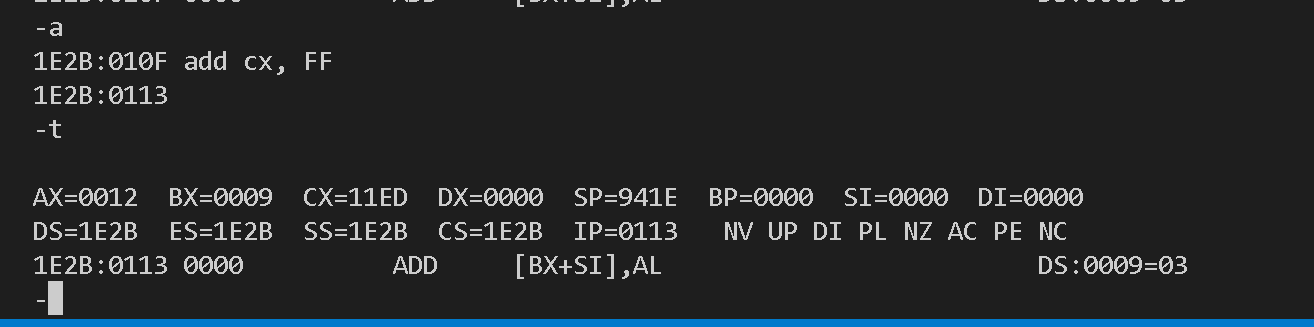 -a
1E2B:010F add cx, FF
1E2B:0113
-t
AX=0012  BX=0009  CX=11ED  DX=0000  SP=941E  BP=0000  SI=0000  DI=0000
DS=1E2B  ES=1E2B  SS=1E2B  CS=1E2B  IP=0113   NV UP DI PL NZ AC PE NC
1E2B:0113 0000          ADD     [BX+SI],AL                         DS:0009=03
-